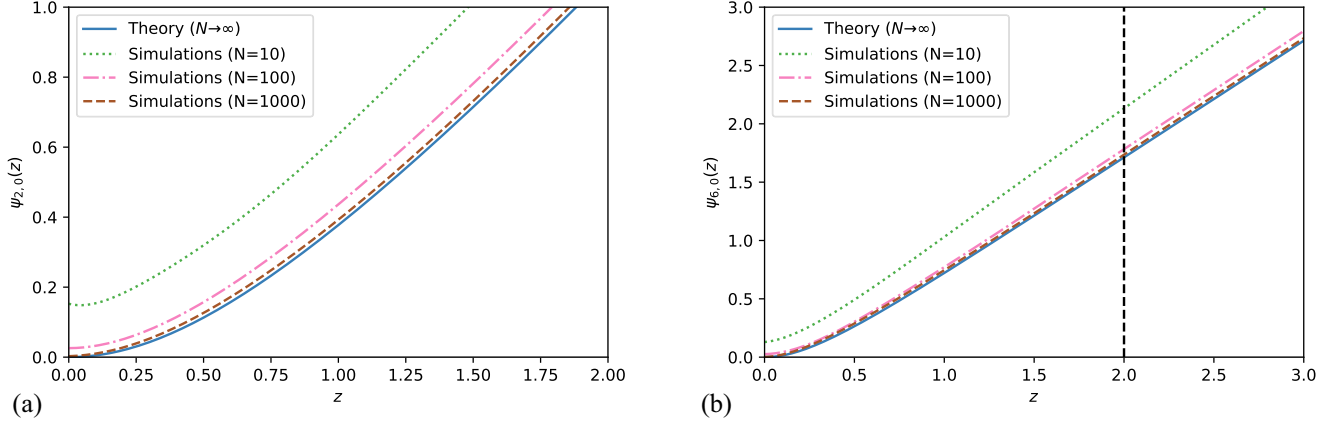 1.0
0.8
0.6
0.4
0.2
0.0
ψ2,0(z)
Theory (N→∞)
Simulations (N=10)
Simulations (N=100)
Simulations (N=1000)
0.00 0.25 0.50 0.75 1.00 1.25 1.50 1.75 2.00
z
(a)
3.0
2.5
2.0
1.5
1.0
0.5
0.0
ψ6,0(z)
Theory (N→∞)
Simulations (N=10)
Simulations (N=100)
Simulations (N=1000)
0.0 0.5 1.0 1.5 2.0 2.5 3.0
z
(b)